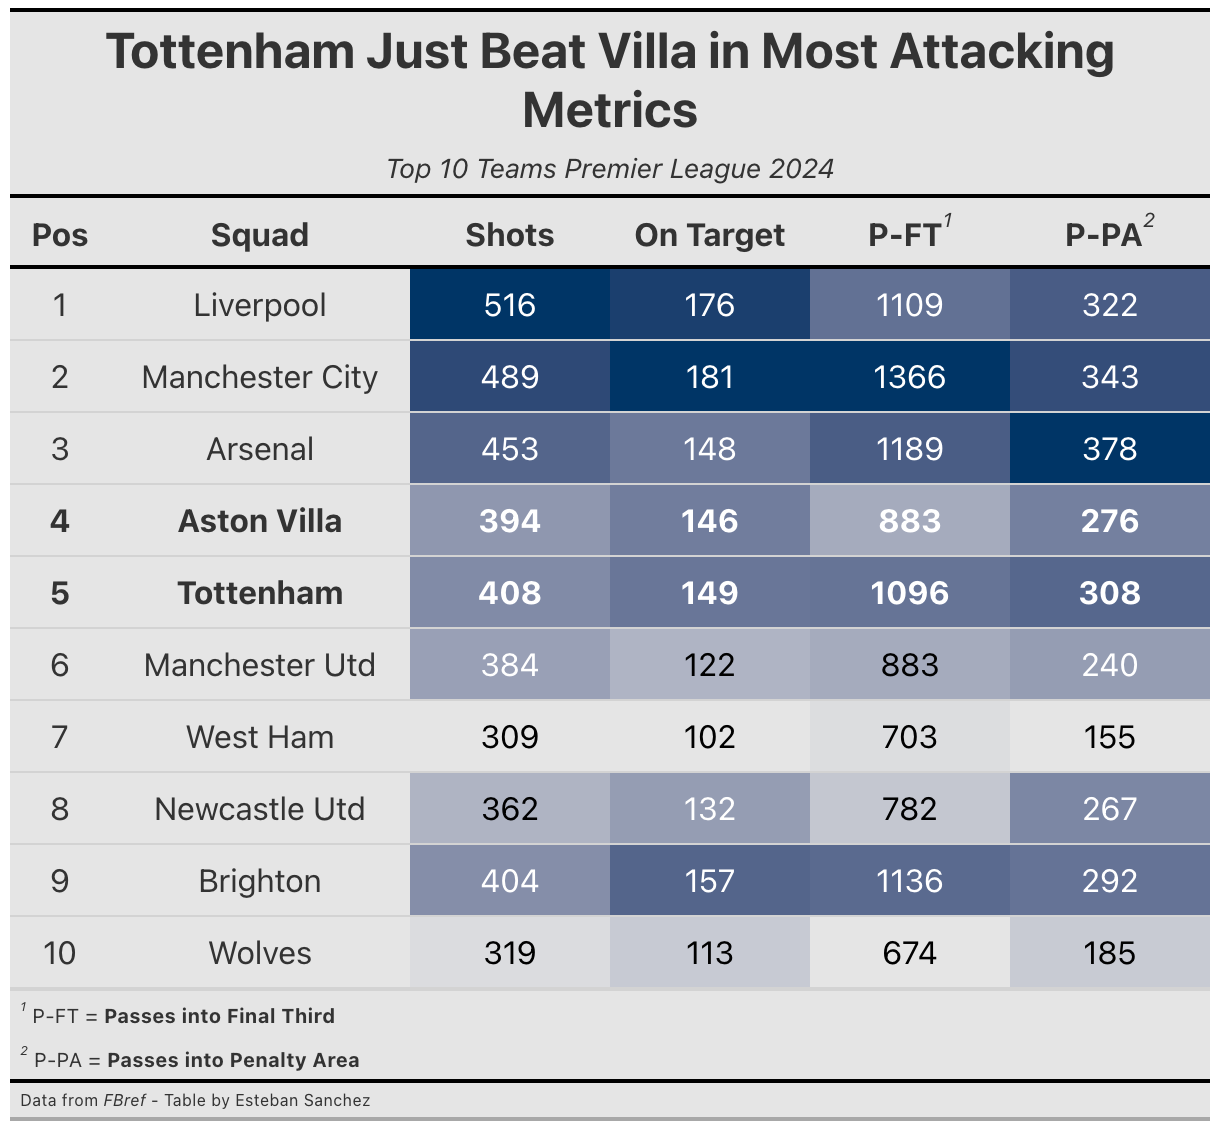 Tottenham Just Beat Villa in Most Attacking
Metrics
Top 10 Teams Premier League 2024
Pos Squad Shots On Target P-FT1 P-PA2
1 Liverpool 516 176 1109 322
2 Manchester City 489 181 1366 343
3 Arsenal 453 148 1189 378
4 Aston Villa 394 146 883 276
5 Tottenham 408 149 1096 308
6 Manchester Utd 384 122 883 240
7 West Ham 309 102 703 155
8 Newcastle Utd 362 132 782 267
9 Brighton 404 157 1136 292
10 Wolves 319 113 674 185
1 P-FT = Passes into Final Third
2 P-PA = Passes into Penalty Area
Data from FBref - Table by Esteban Sanchez